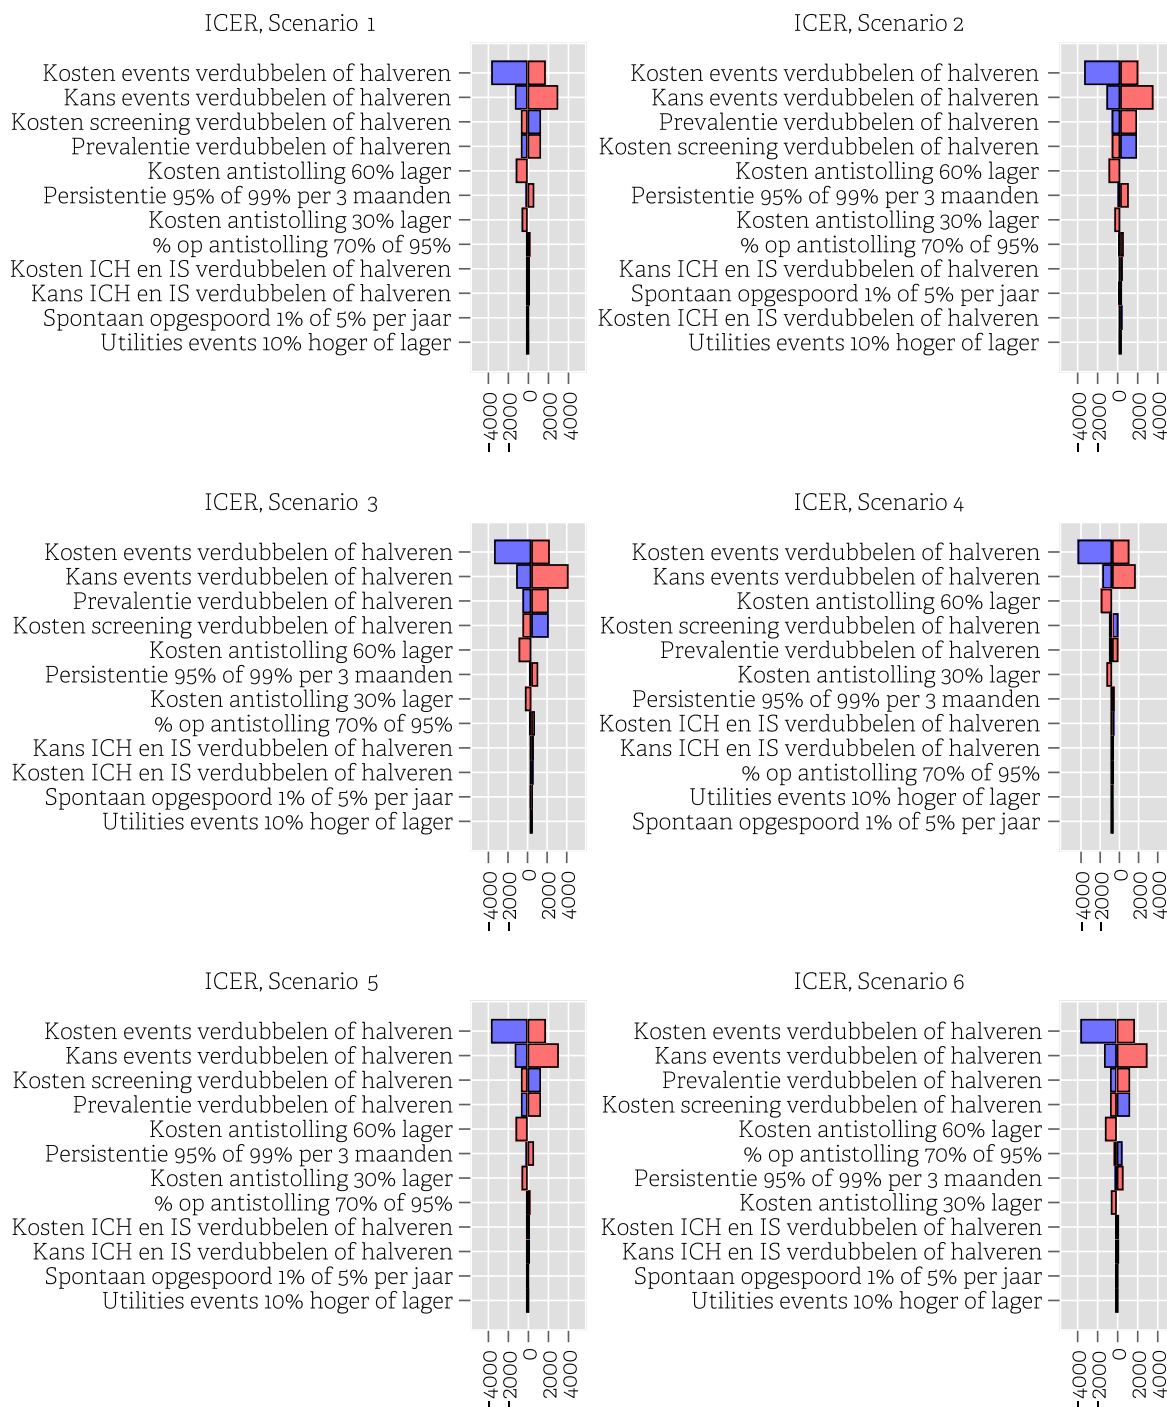 ICER, Scenario 1
Kosten events verdubbelen of halveren
Kans events verdubbelen of halveren
Kosten screening verdubbelen of halveren
Prevalentie verdubbelen of halveren
Kosten antistolling 60% lager
Persistentie 95% of 99% per 3 maanden
Kosten antistolling 30% lager
% op antistolling 70% of 95%
Kosten ICH en IS verdubbelen of halveren
Kans ICH en IS verdubbelen of halveren
Spontaan opgespoord 1% of 5% per jaar
Utilities events 10% hoger of lager
-4000
-2000
0
2000
4000
ICER, Scenario 2
Kosten events verdubbelen of halveren
Kans events verdubbelen of halveren
Prevalentie verdubbelen of halveren
Kosten screening verdubbelen of halveren
Kosten antistolling 60% lager
Persistentie 95% of 99% per 3 maanden
Kosten antistolling 30% lager
% op antistolling 70% of 95%
Kans ICH en IS verdubbelen of halveren
Spontaan opgespoord 1% of 5% per jaar
Kosten ICH en IS verdubbelen of halveren
Utilities events 10% hoger of lager
-4000
-2000
0
2000
4000
ICER, Scenario 3
Kosten events verdubbelen of halveren
Kans events verdubbelen of halveren
Prevalentie verdubbelen of halveren
Kosten screening verdubbelen of halveren
Kosten antistolling 60% lager
Persistentie 95% of 99% per 3 maanden
Kosten antistolling 30% lager
% op antistolling 70% of 95%
Kans ICH en IS verdubbelen of halveren
Kosten ICH en IS verdubbelen of halveren
Spontaan opgespoord 1% of 5% per jaar
Utilities events 10% hoger of lager
-4000
-2000
0
2000
4000
ICER, Scenario 4
Kosten events verdubbelen of halveren
Kans events verdubbelen of halveren
Kosten antistolling 60% lager
Kosten screening verdubbelen of halveren
Prevalentie verdubbelen of halveren
Kosten antistolling 30% lager
Persistentie 95% of 99% per 3 maanden
Kosten ICH en IS verdubbelen of halveren
Kans ICH en IS verdubbelen of halveren
% op antistolling 70% of 95%
Utilities events 10% hoger of lager
Spontaan opgespoord 1% of 5% per jaar
-4000
-2000
0
2000
4000
ICER, Scenario 5
Kosten events verdubbelen of halveren
Kans events verdubbelen of halveren
Kosten screening verdubbelen of halveren
Prevalentie verdubbelen of halveren
Kosten antistolling 60% lager
Persistentie 95% of 99% per 3 maanden
Kosten antistolling 30% lager
% op antistolling 70% of 95%
Kosten ICH en IS verdubbelen of halveren
Kans ICH en IS verdubbelen of halveren
Spontaan opgespoord 1% of 5% per jaar
Utilities events 10% hoger of lager
-4000
-2000
0
2000
4000
ICER, Scenario 6
Kosten events verdubbelen of halveren
Kans events verdubbelen of halveren
Prevalentie verdubbelen of halveren
Kosten screening verdubbelen of halveren
Kosten antistolling 60% lager
% op antistolling 70% of 95%
Persistentie 95% of 99% per 3 maanden
Kosten antistolling 30% lager
Kosten ICH en IS verdubbelen of halveren
Kans ICH en IS verdubbelen of halveren
Spontaan opgespoord 1% of 5% per jaar
Utilities events 10% hoger of lager
-4000
-2000
0
2000
4000